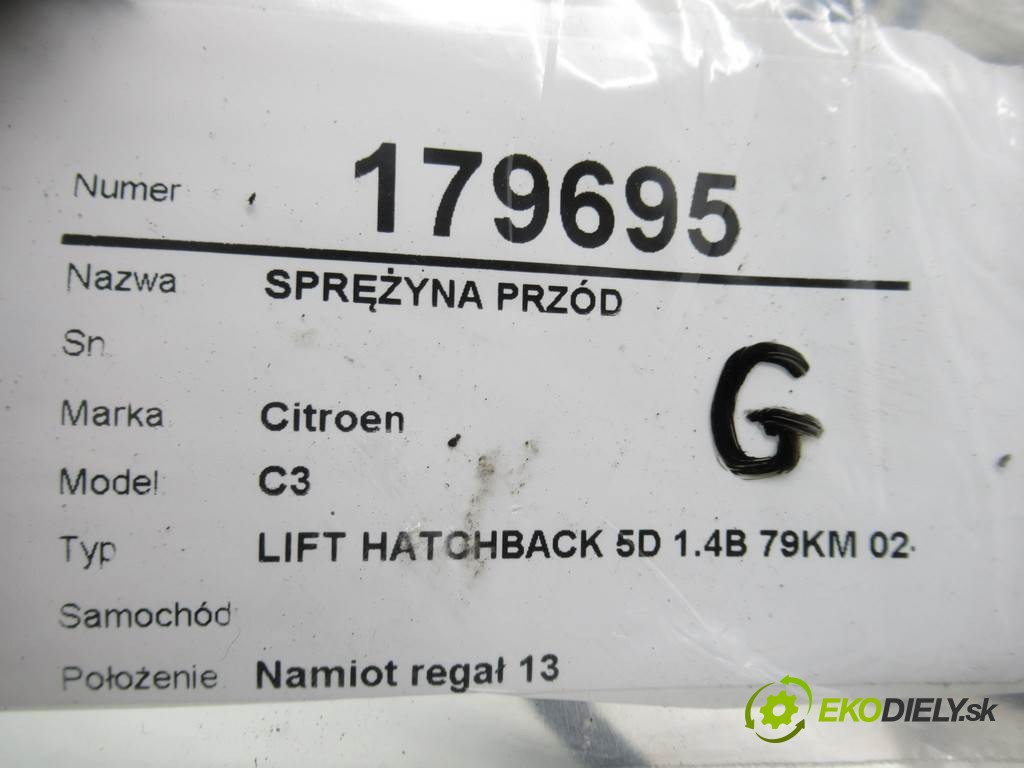 Numer 179695
Nazwa SPRĘŻYNA PRZÓD
Sn
G
Marka Citroen
Model C3
Typ LIFT HATCHBACK 5D 1.4B 79KM 02-
Samochód
Położenie Namiot regał 13
EKODIELY.sk